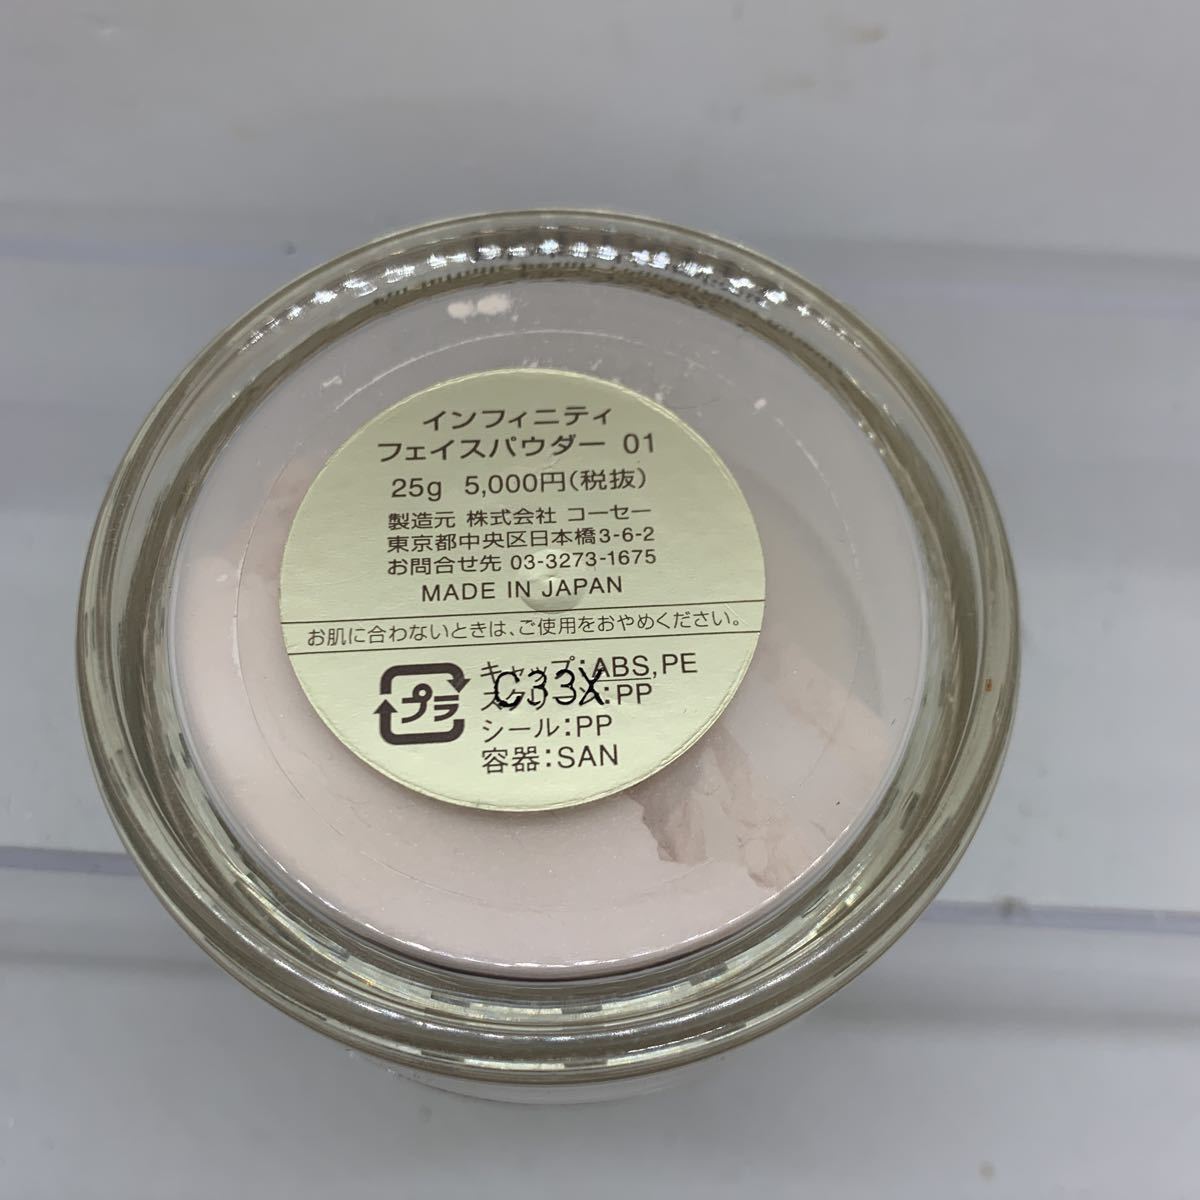 インフィニティ
フェイスパウダー 01
25g 5,000円(税抜)
製造元 株式会社 コーセー
東京都中央区日本橋3-6-2
お問合せ先 03-3273-1675
MADE IN JAPAN
お肌に合わないときは、ご使用をおやめください。
プラ
キャップ:ABS,PE
:PP
C33X
シール:PP
容器:SAN